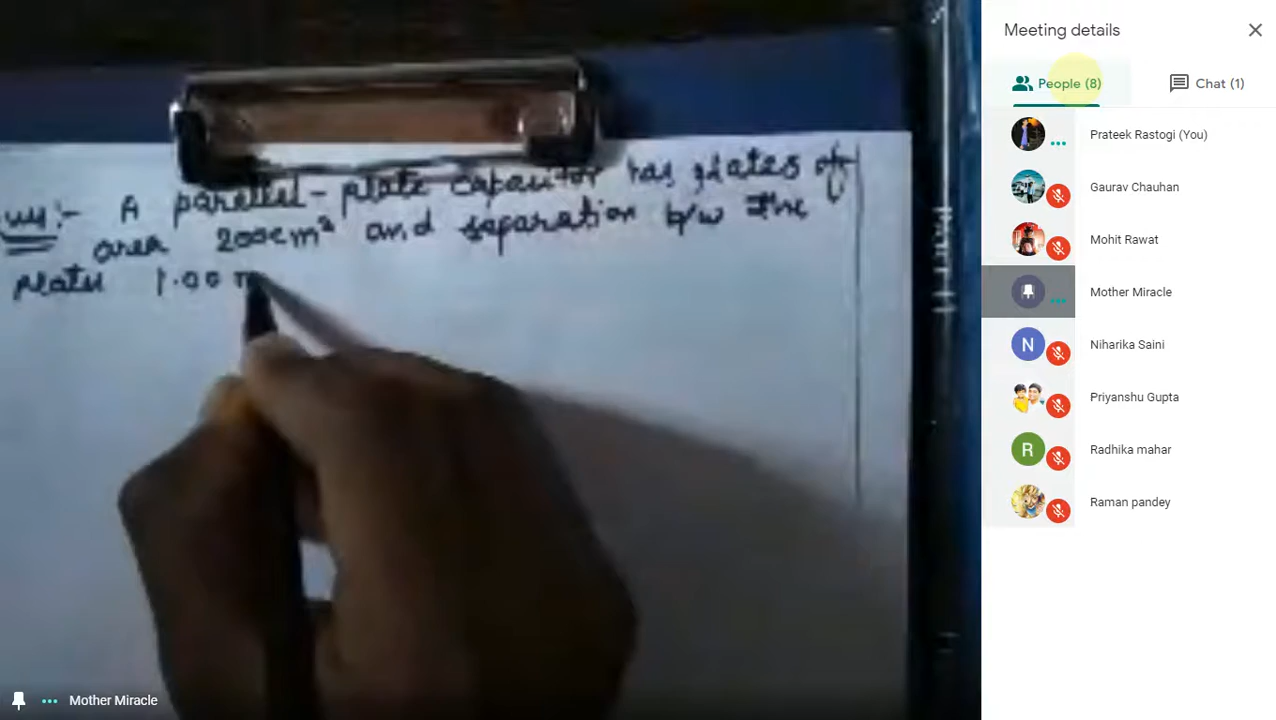 Meeting details
People (8)
Chat (1)
Ques:- A parallel-plate capacitor has plates of
area 200cm² and separation b/w the
plates 1.00 m
Prateek Rastogi (You)
Gaurav Chauhan
Mohit Rawat
Mother Miracle
N
Niharika Saini
Priyanshu Gupta
R
Radhika mahar
Raman pandey
Mother Miracle